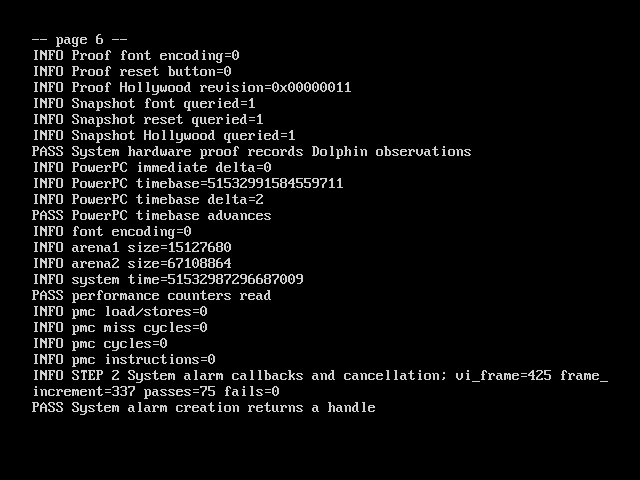 -- page 6 --
INFO Proof font encoding=0
INFO Proof reset button=0
INFO Proof Hollywood revision=0x00000011
INFO Snapshot font queried=1
INFO Snapshot reset queried=1
INFO Snapshot Hollywood queried=1
PASS System hardware proof records Dolphin observations
INFO PowerPC immediate delta=0
INFO PowerPC timebase=51532991584559711
INFO PowerPC timebase delta=2
PASS PowerPC timebase advances
INFO font encoding=0
INFO arena1 size=15127680
INFO arena2 size=67108864
INFO system time=51532987296687009
PASS performance counters read
INFO pmc load/stores=0
INFO pmc miss cycles=0
INFO pmc cycles=0
INFO pmc instructions=0
INFO STEP 2 System alarm callbacks and cancellation; vi_frame=425 frame_
increment=337 passes=75 fails=0
PASS System alarm creation returns a handle